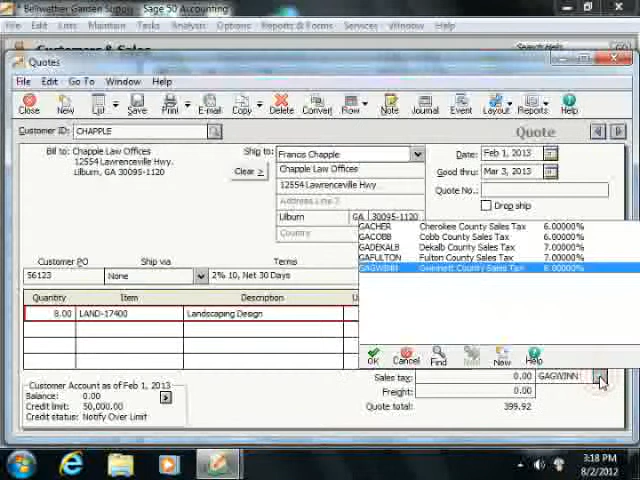 * Bellwether Garden Supply - Sage 50 Accounting
File Edit Lists Maintain Tasks Analysis Options Reports & Forms Services Window Help
Customers & Sales
Quotes
File Edit Go To Window Help
Close New List Save Print E-mail Copy Delete Convert Flow Note Journal Event Layout Reports Help
Customer ID: CHAPPLE
Quote
Bill to: Chapple Law Offices
12554 Lawrenceville Hwy.
Lilburn, GA 30095-1120
Ship to: Francis Chapple
Clear >
Chapple Law Offices
12554 Lawrenceville Hwy.
Address Line 2
Lilburn GA 30095-1120
Country
Date: Feb 1, 2013
Good thru: Mar 3, 2013
Quote No.:
Drop ship
GACHER Cherokee County Sales Tax 6.00000%
GACOBB Cobb County Sales Tax 6.00000%
GADEKALB Dekalb County Sales Tax 7.00000%
GAFULTON Fulton County Sales Tax 7.00000%
GAGWINN Gwinnett County Sales Tax 6.00000%
OK Cancel Find New Help
Customer PO Ship via Terms
56123 None 2% 10, Net 30 Days
Quantity Item Description
8.00 LAND-17400 Landscaping Design
Sales tax: 0.00 GAGWINN
Freight: 0.00
Quote total: 399.92
Customer Account as of Feb 1, 2013
Balance: 0.00
Credit limit: 50,000.00
Credit status: Notify Over Limit
3:18 PM
8/2/2012